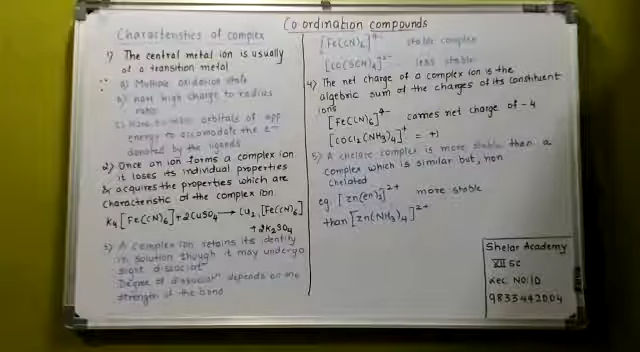 Co ordination compounds
Characteristics of complex
1) The central metal ion is usually
of a transition metal
∴ a) Multiple oxidation state
b) have high charge to radius
ratio
c) orbitals of app
energy to accomodate the e⁻
donated by the ligands
2) Once an ion forms a complex ion
it loses its individual properties
& acquires the properties which are
characteristic of the complex ion.
K4[Fe(CN)6] + 2CuSO4 → Cu2[Fe(CN)6]
+ 2K2SO4
3) A complex ion retains its identity
in solution though it may undergo
slight dissociatⁿ
Degree of dissociatⁿ depends on the
strength of the bond
[Fe(CN)6]⁴⁻ stable complex
[CO(SCN)4]²⁻ less stable
4) The net charge of a complex ion is the
algebraic sum of the charges of its constituent
ions
[Fe(CN)6]⁴⁻ carries net charge of -4
[COCl2(NH3)4]⁺ = +1
5) A chelate complex is more stable than a
complex which is similar but, non
chelated
eg. [Zn(en)2]²⁺ more stable
than [Zn(NH3)4]²⁺
Shelar Academy
XII SC
Lec NO:10
9833442004